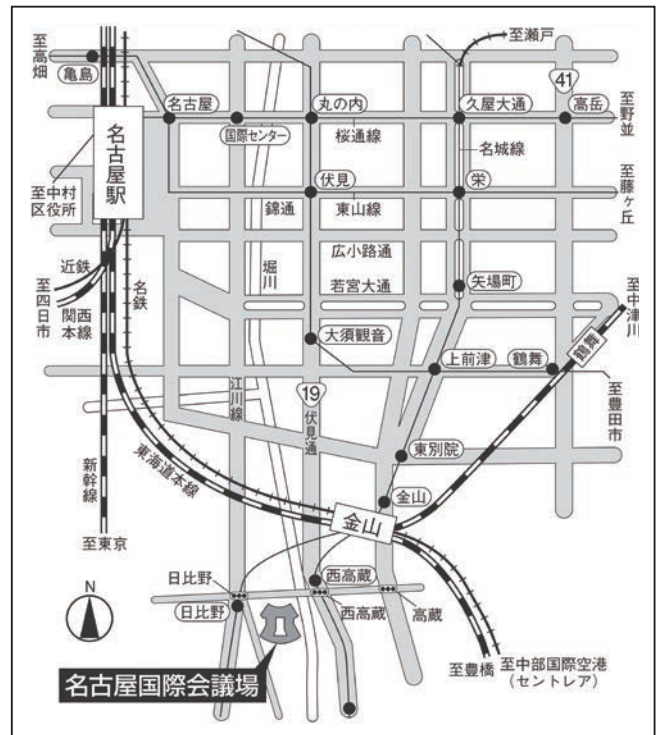 至瀬戸
至高畑
亀島
41
名古屋
国際センター
丸の内
久屋大通
高岳
至野並
桜通線
名城線
名古屋駅
至中村
区役所
伏見
栄
錦通
東山線
至藤ヶ丘
広小路通
近鉄
至四日市
関西
本線
名鉄
堀川
若宮大通
矢場町
至中津川
大須観音
上前津
鶴舞
鶴舞
江川線
19
伏見通
至豊田市
東別院
新幹線
東海道本線
金山
金山
至東京
N
日比野
日比野
西高蔵
西高蔵
高蔵
名古屋国際会議場
至豊橋
至中部国際空港
(セントレア)